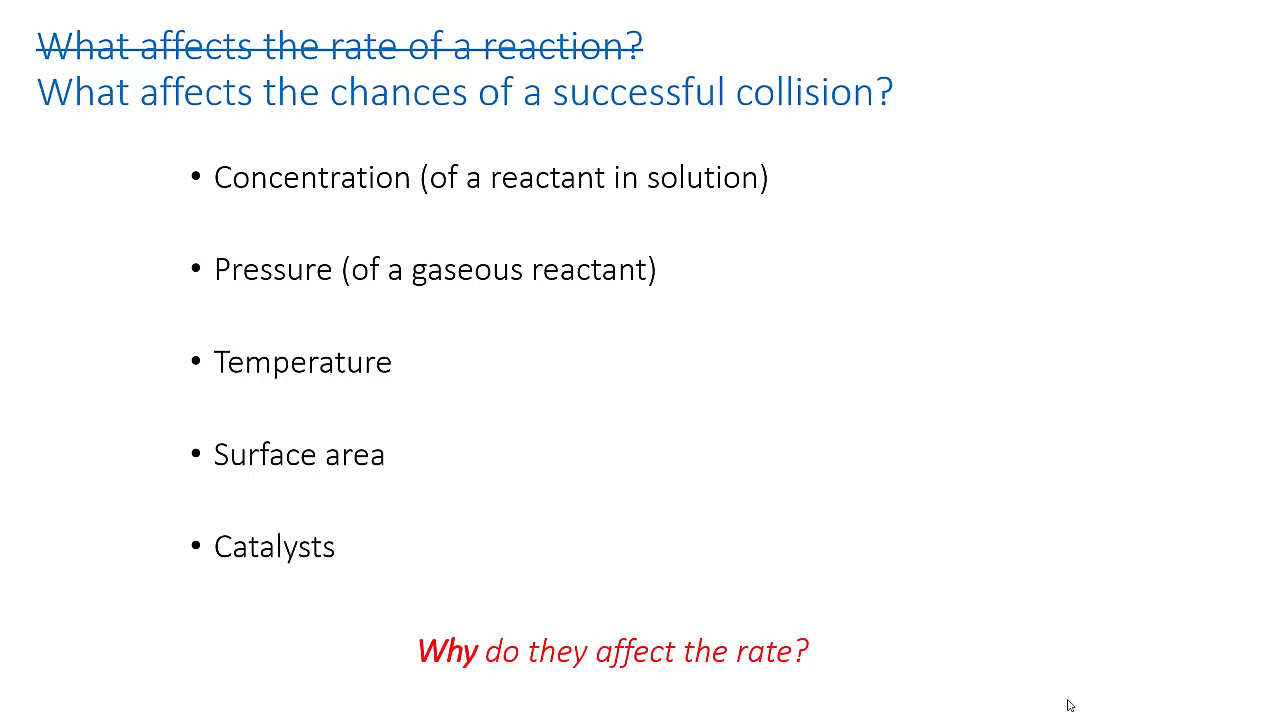 What affects the rate of a reaction?
What affects the chances of a successful collision?
• Concentration (of a reactant in solution)
• Pressure (of a gaseous reactant)
• Temperature
• Surface area
• Catalysts
Why do they affect the rate?